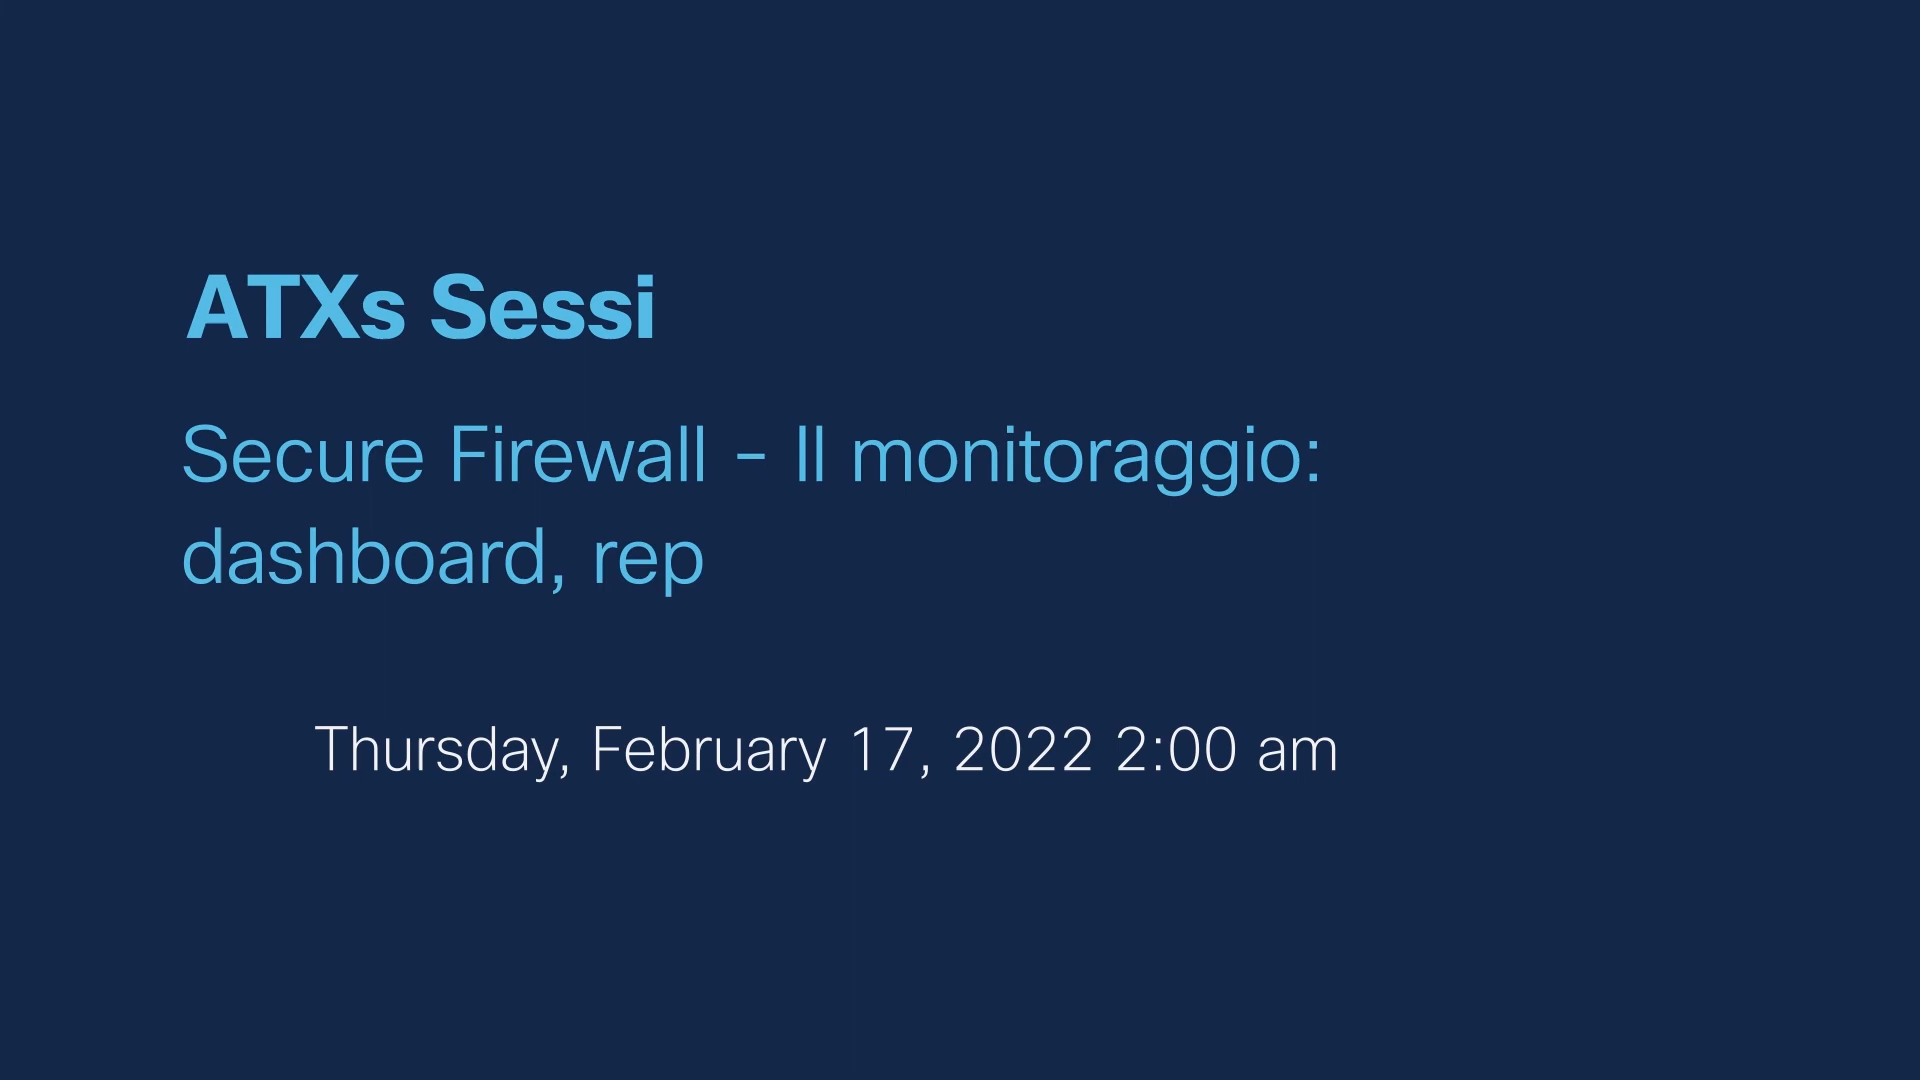 ATXs Sessi
Secure Firewall - Il monitoraggio:
dashboard, rep
Thursday, February 17, 2022 2:00 am